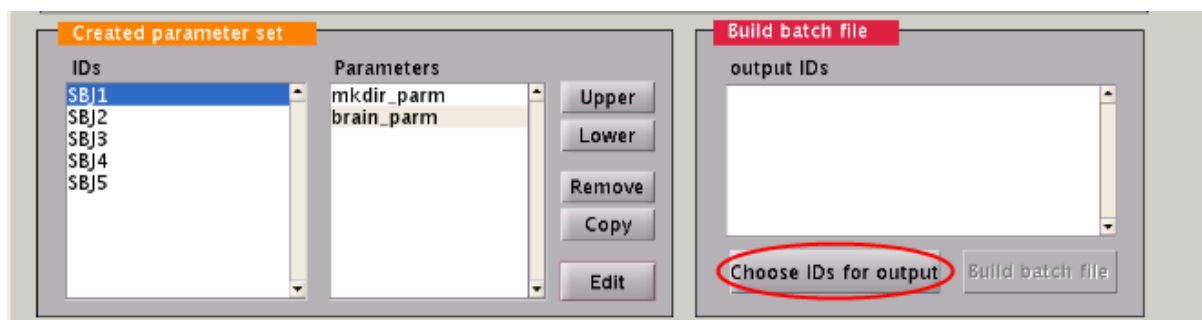 Created parameter set
IDs
Parameters
SBJ1
SBJ2
SBJ3
SBJ4
SBJ5
mkdir_parm
brain_parm
Upper
Lower
Remove
Copy
Edit
Build batch file
output IDs
Choose IDs for output
Build batch file